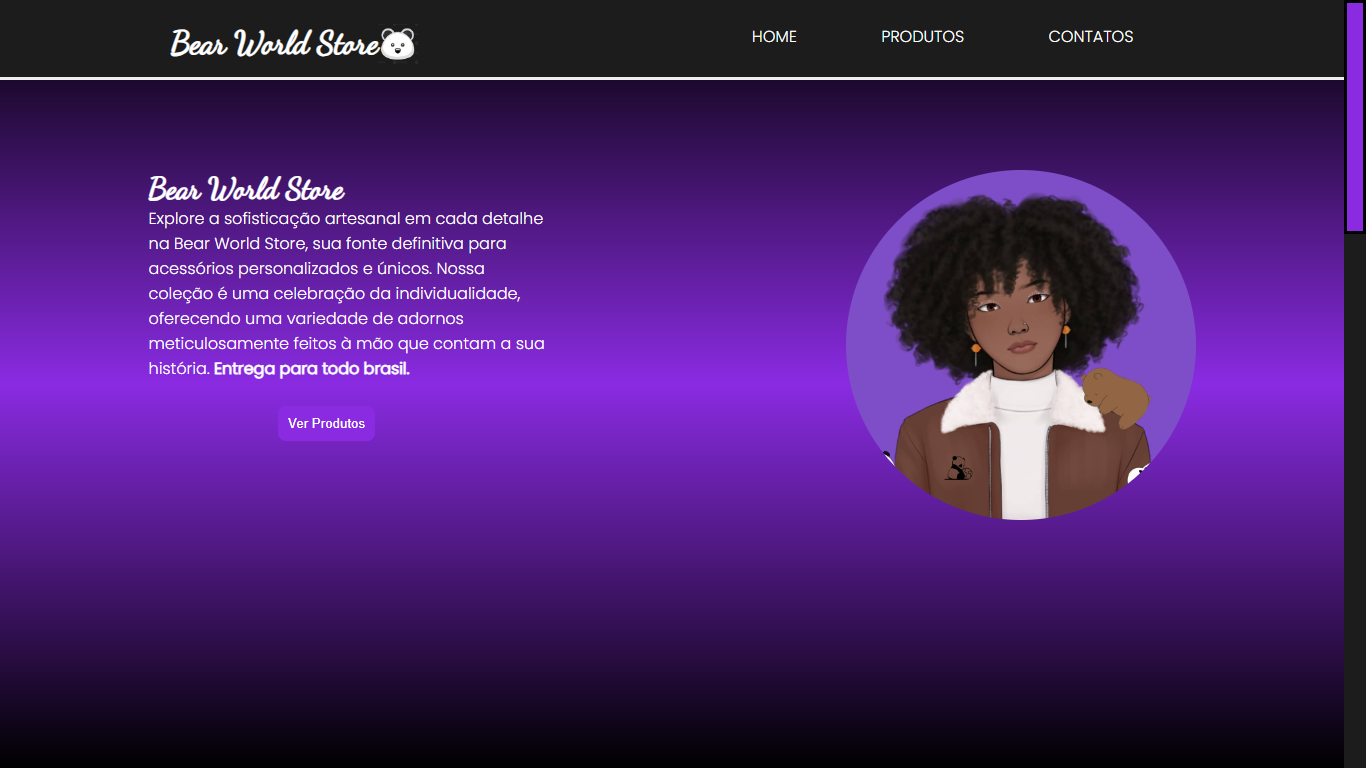 Bear World Store
HOME
PRODUTOS
CONTATOS
Bear World Store
Explore a sofisticação artesanal em cada detalhe
na Bear World Store, sua fonte definitiva para
acessórios personalizados e únicos. Nossa
coleção é uma celebração da individualidade,
oferecendo uma variedade de adornos
meticulosamente feitos à mão que contam a sua
história. Entrega para todo brasil.
Ver Produtos